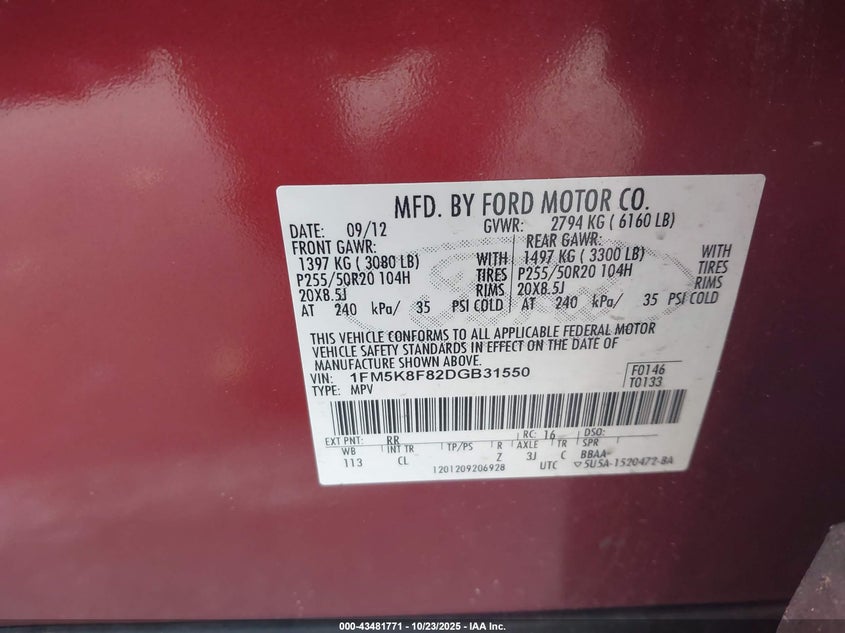 MFD. BY FORD MOTOR CO.
DATE: 09/12 GVWR: 2794 KG ( 6160 LB)
FRONT GAWR: REAR GAWR:
1397 KG ( 3080 LB) WITH 1497 KG ( 3300 LB) WITH
P255/50R20 104H TIRES P255/50R20 104H TIRES
20X8.5J RIMS 20X8.5J RIMS
AT 240 kPa/ 35 PSI COLD AT 240 kPa/ 35 PSI COLD
THIS VEHICLE CONFORMS TO ALL APPLICABLE FEDERAL MOTOR
VEHICLE SAFETY STANDARDS IN EFFECT ON THE DATE OF
MANUFACTURE SHOWN ABOVE.
VIN: 1FM5K8F82DGB31550 F0146
TYPE: MPV T0133
EXT PNT: RR RC: 16 DSO:
WB INT TR TP/PS R AXLE TR SPR
113 CL Z 3J C BBAA
1201209206928 UTC ▽5U5A-1520472-BA
000-43481771 | 10/23/2025 - IAA Inc.